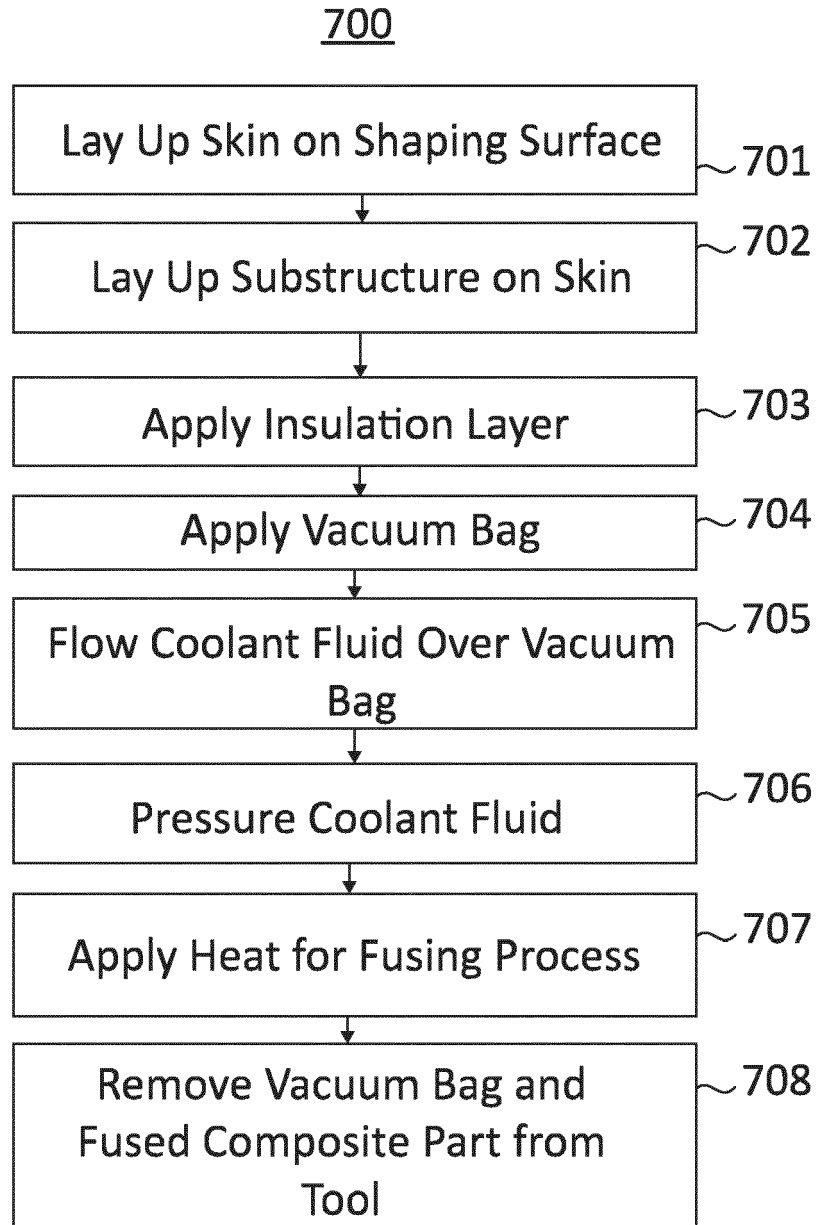 700
Lay Up Skin on Shaping Surface
701
Lay Up Substructure on Skin
702
Apply Insulation Layer
703
Apply Vacuum Bag
704
Flow Coolant Fluid Over Vacuum
Bag
705
Pressure Coolant Fluid
706
Apply Heat for Fusing Process
707
Remove Vacuum Bag and
Fused Composite Part from
Tool
708